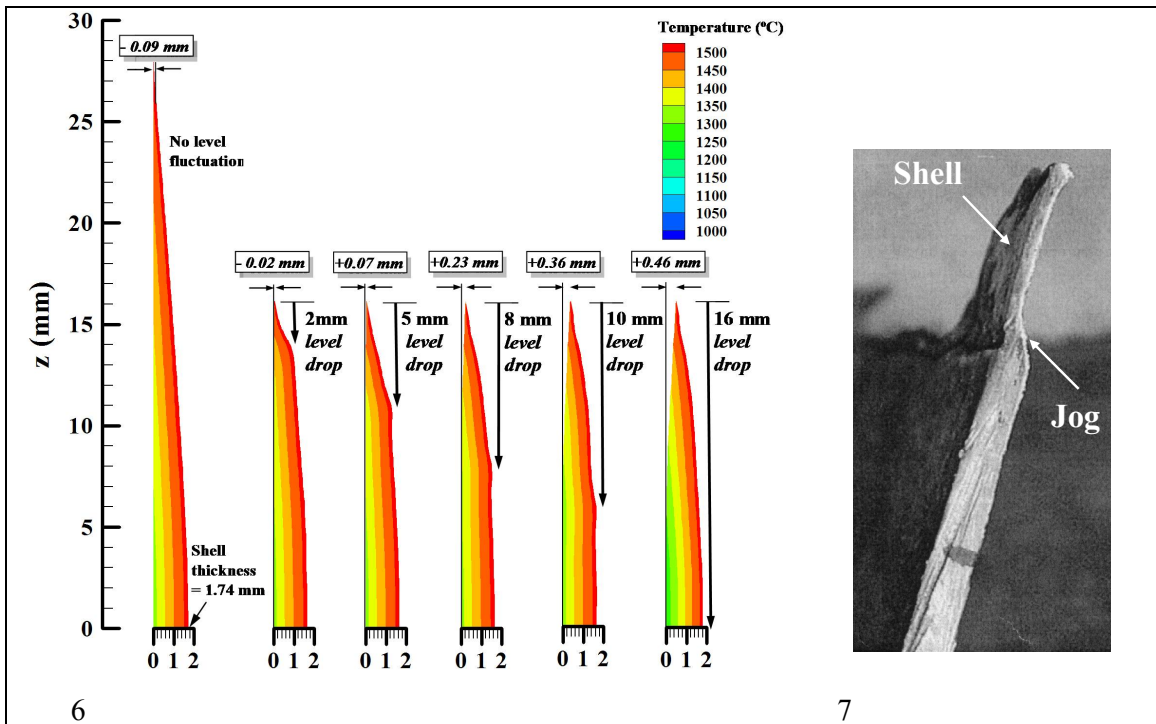 30
25
20
15
10
5
0
z (mm)
- 0.09 mm
No level
fluctuation
Shell
thickness
= 1.74 mm
0 1 2
- 0.02 mm
2mm
level
drop
0 1 2
+0.07 mm
5 mm
level
drop
0 1 2
+0.23 mm
8 mm
level
drop
0 1 2
+0.36 mm
10 mm
level
drop
0 1 2
+0.46 mm
16 mm
level
drop
0 1 2
Temperature (ºC)
1500
1450
1400
1350
1300
1250
1200
1150
1100
1050
1000
6
Shell
Jog
7